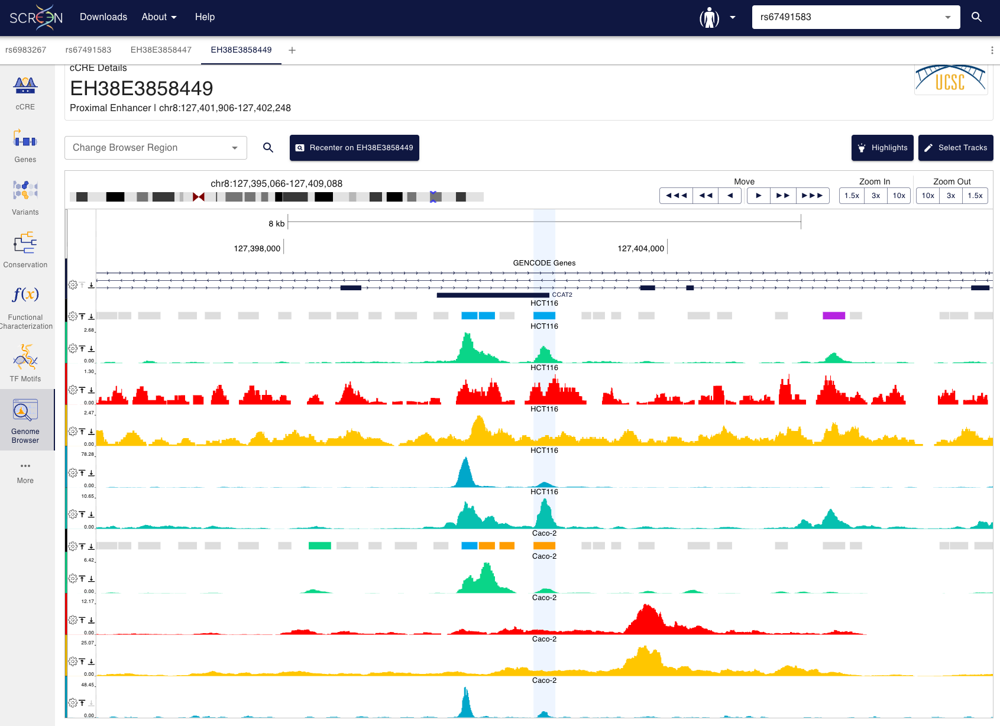 SCREEN Downloads About Help rs67491583
rs6983267 rs67491583 EH38E3858447 EH38E3858449 +
cCRE Details
EH38E3858449
Proximal Enhancer | chr8:127,401,906-127,402,248
UCSC
cCRE
Genes
Variants
Conservation
f(x)
Functional
Characterization
TF Motifs
Genome
Browser
More
Change Browser Region Recenter on EH38E3858449 Highlights Select Tracks
chr8:127,395,066-127,409,088
Move Zoom In Zoom Out
1.5x 3x 10x 10x 3x 1.5x
8 kb
127,398,000 127,404,000
GENCODE Genes
CCAT2
HCT116
HCT116
2.68
0.00
HCT116
1.30
0.00
HCT116
2.47
0.00
HCT116
78.28
0.00
HCT116
10.65
0.00
Caco-2
Caco-2
6.42
0.00
Caco-2
12.17
0.00
Caco-2
25.07
0.00
Caco-2
48.45
0.00